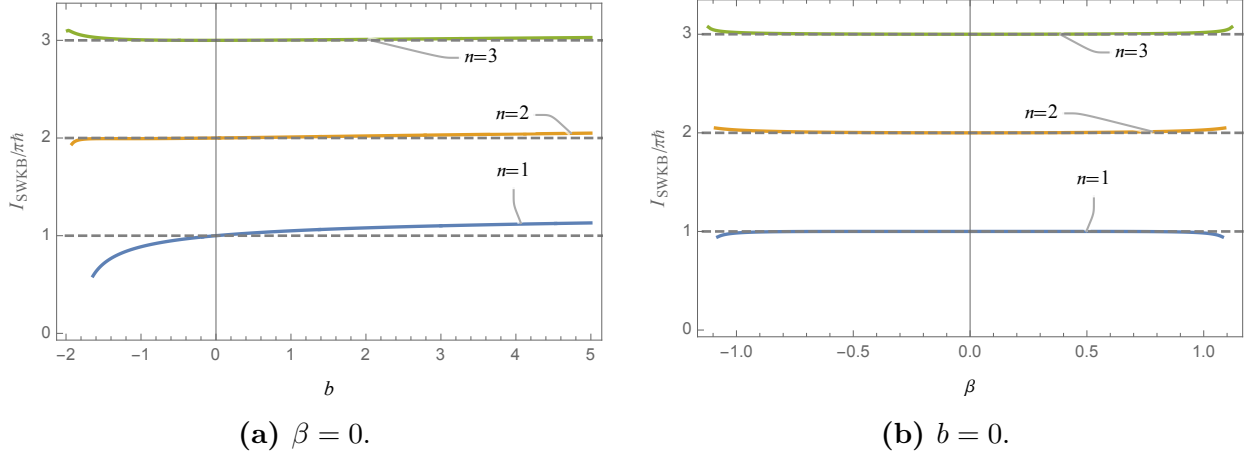 3
2
1
0
I_SWKB/πħ
n=3
n=2
n=1
−2 −1 0 1 2 3 4 5
b
(a) β = 0.
3
2
1
0
I_SWKB/πħ
n=3
n=2
n=1
−1.0 −0.5 0.0 0.5 1.0
β
(b) b = 0.